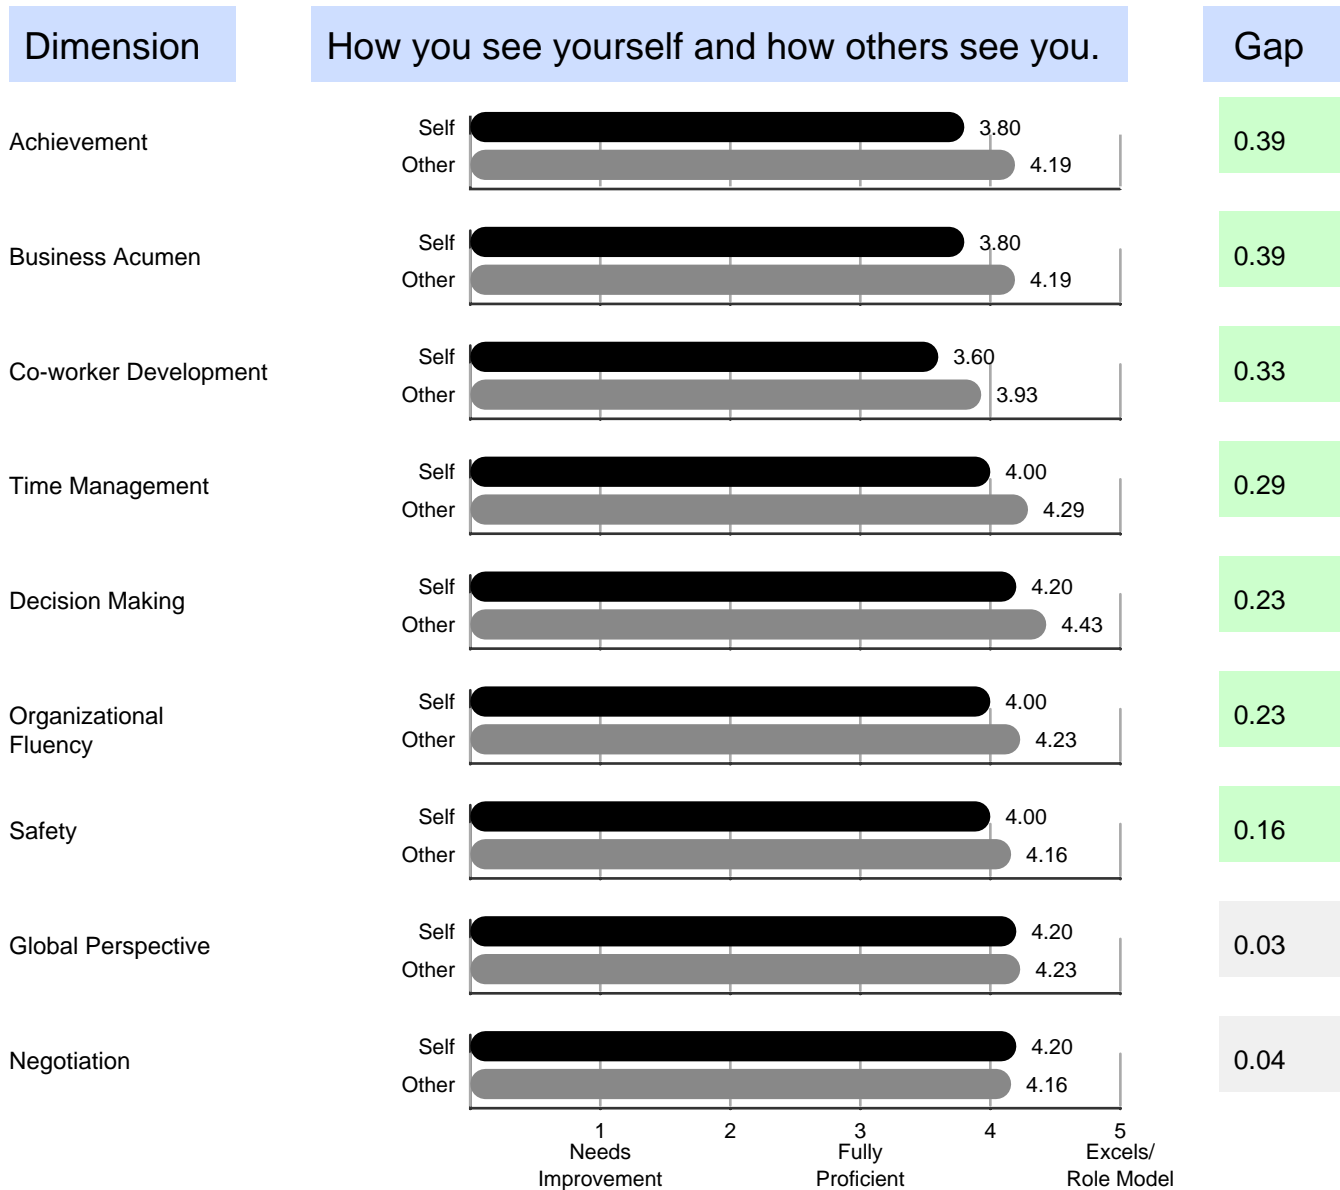 Dimension How you see yourself and how others see you. Gap
Achievement
Self 3.80
Other 4.19
0.39
Business Acumen
Self 3.80
Other 4.19
0.39
Co-worker Development
Self 3.60
Other 3.93
0.33
Time Management
Self 4.00
Other 4.29
0.29
Decision Making
Self 4.20
Other 4.43
0.23
Organizational
Fluency
Self 4.00
Other 4.23
0.23
Safety
Self 4.00
Other 4.16
0.16
Global Perspective
Self 4.20
Other 4.23
0.03
Negotiation
Self 4.20
Other 4.16
0.04
1 2 3 4 5
Needs Fully Excels/
Improvement Proficient Role Model